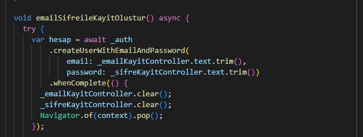 void emailSifreileKayitOlustur() async {
try {
var hesap = await _auth
.createUserWithEmailAndPassword(
email: _emailKayitController.text.trim(),
password: _sifreKayitController.text.trim())
.whenComplete(() {
_emailKayitController.clear();
_sifreKayitController.clear();
Navigator.of(context).pop();
});